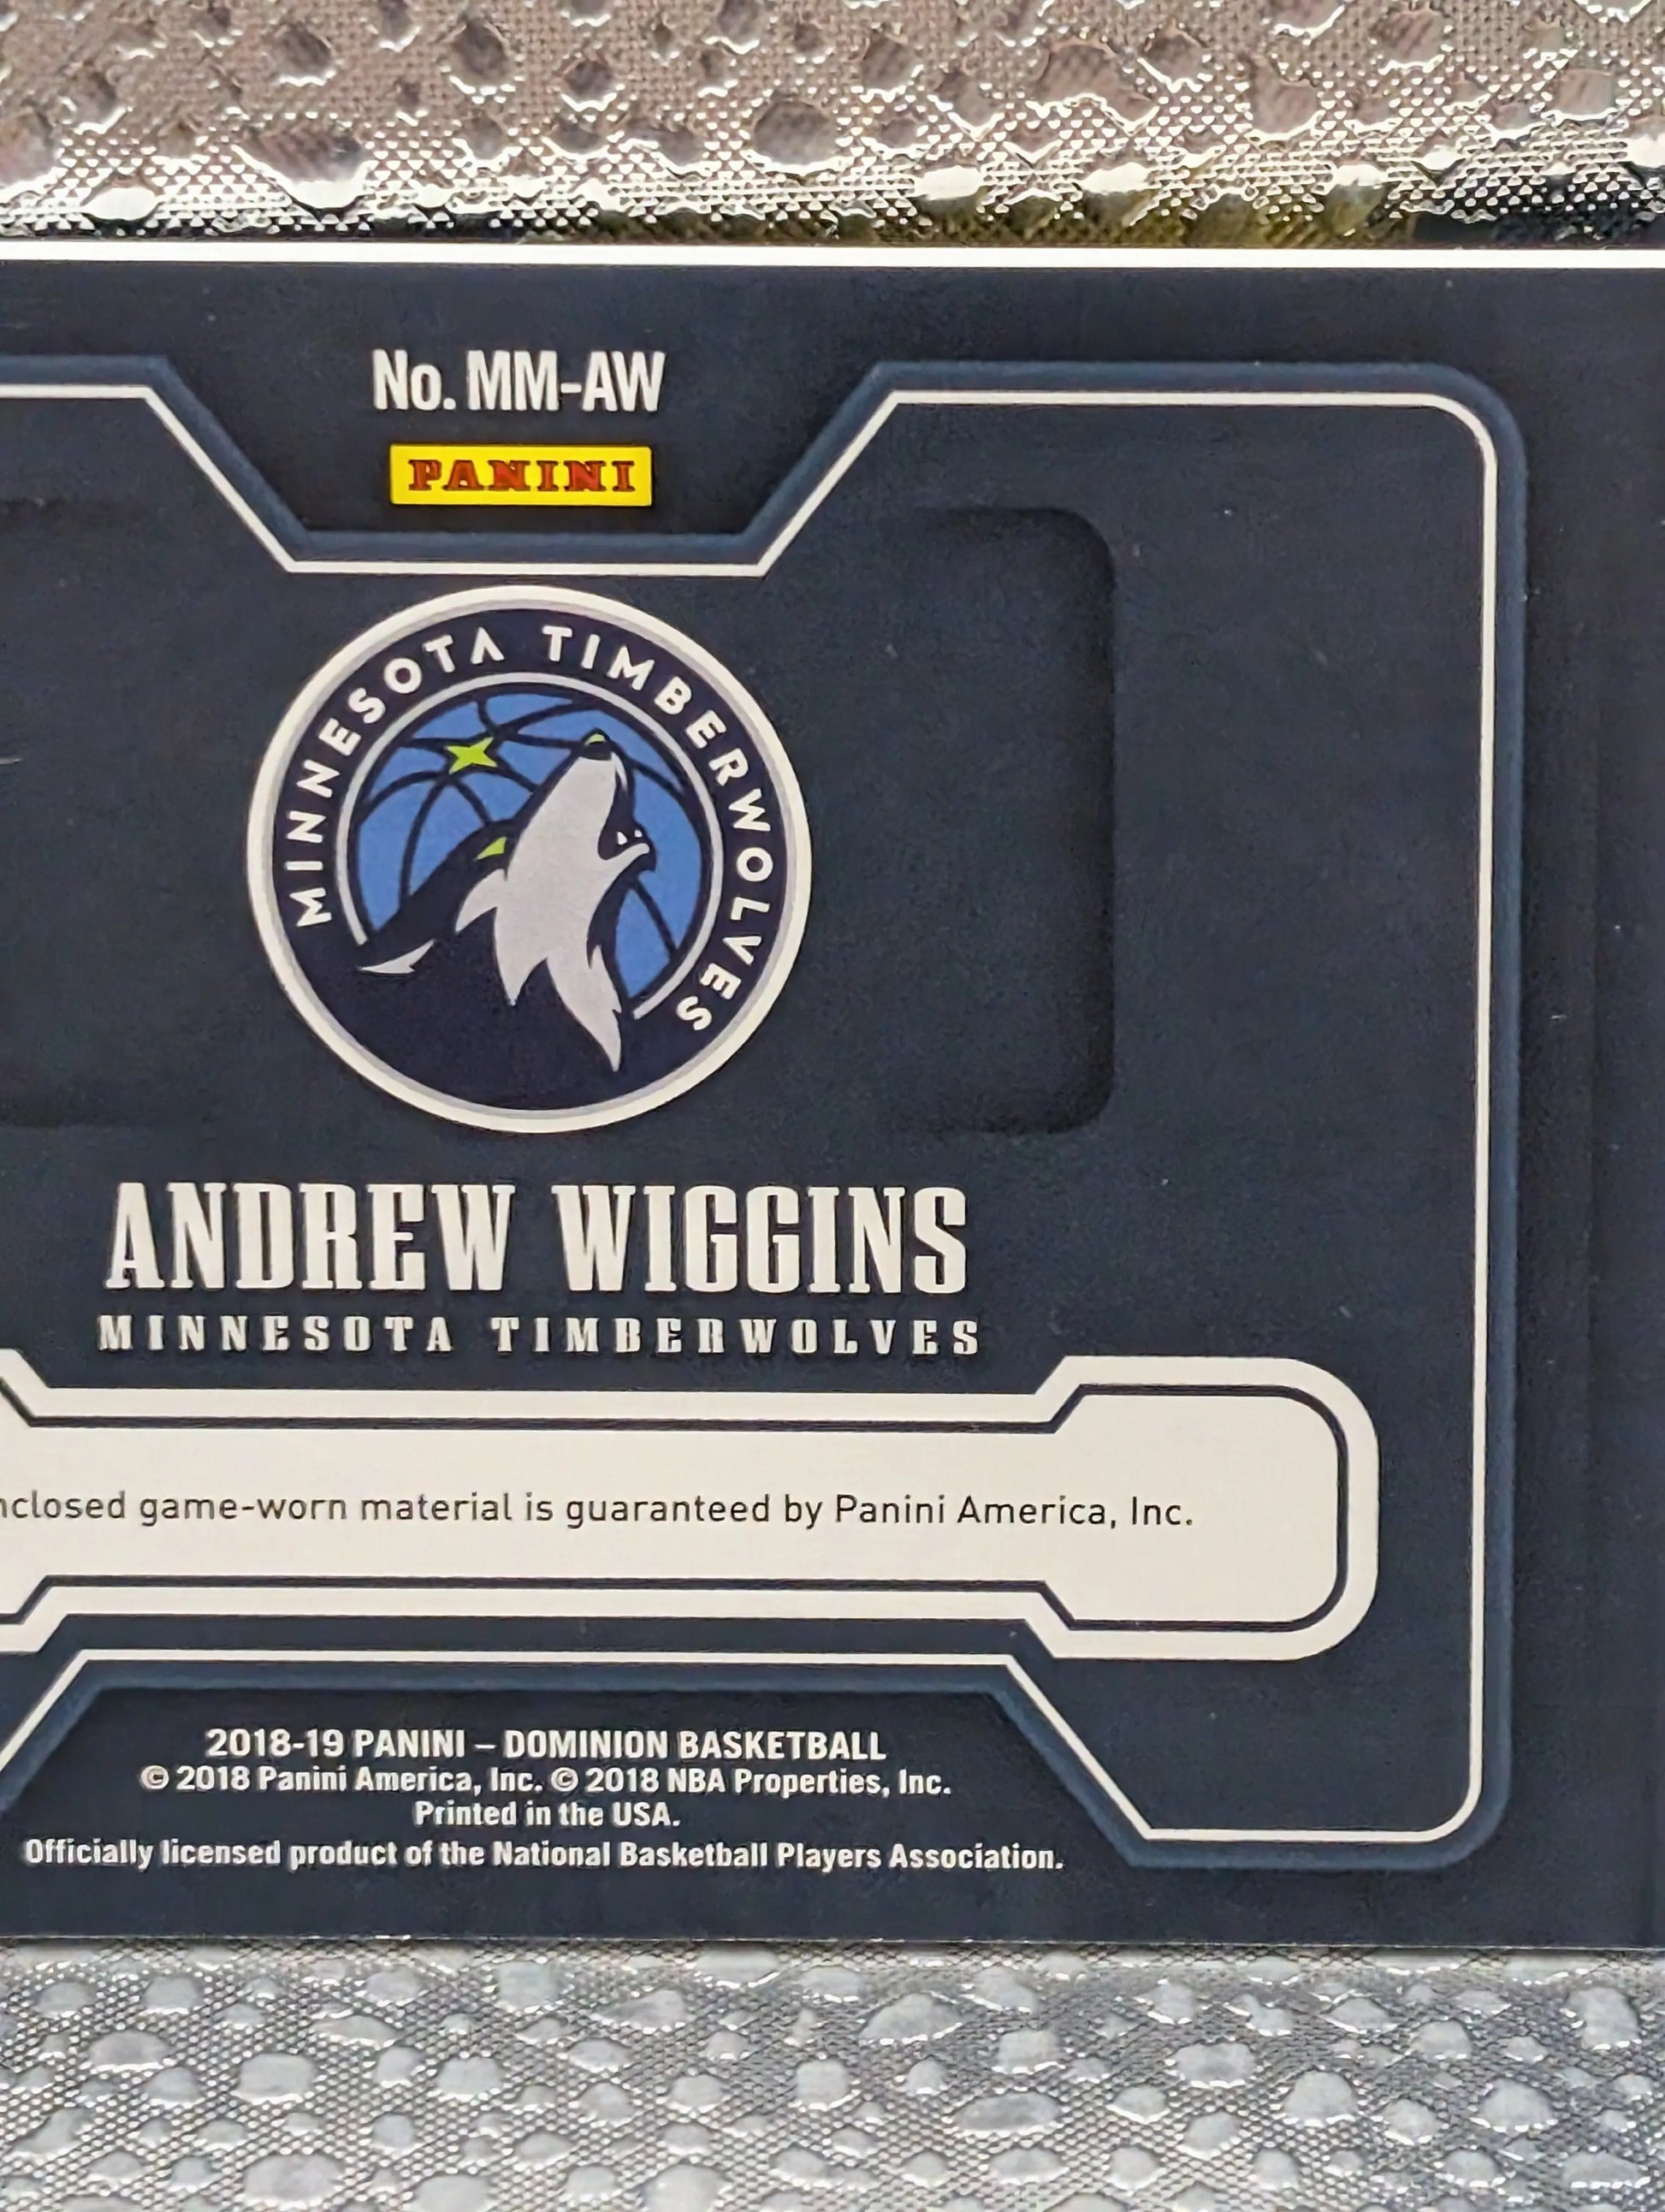 No. MM-AW
PANINI
MINNESOTA TIMBERWOLVES
ANDREW WIGGINS
MINNESOTA TIMBERWOLVES
nclosed game-worn material is guaranteed by Panini America, Inc.
2018-19 PANINI – DOMINION BASKETBALL
© 2018 Panini America, Inc. © 2018 NBA Properties, Inc.
Printed in the USA.
Officially licensed product of the National Basketball Players Association.